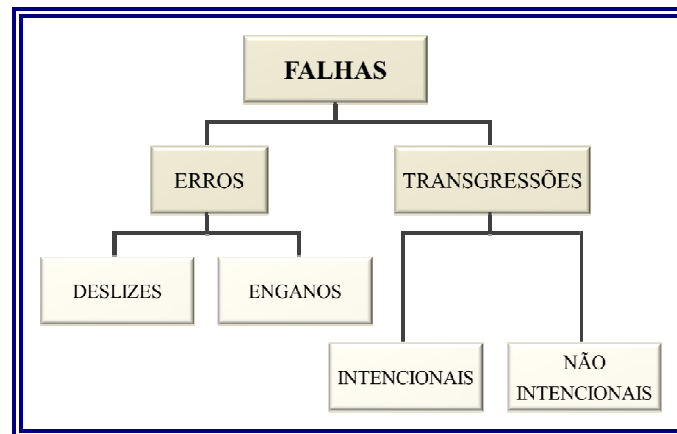 FALHAS
ERROS
TRANSGRESSÕES
DESLIZES
ENGANOS
INTENCIONAIS
NÃO
INTENCIONAIS